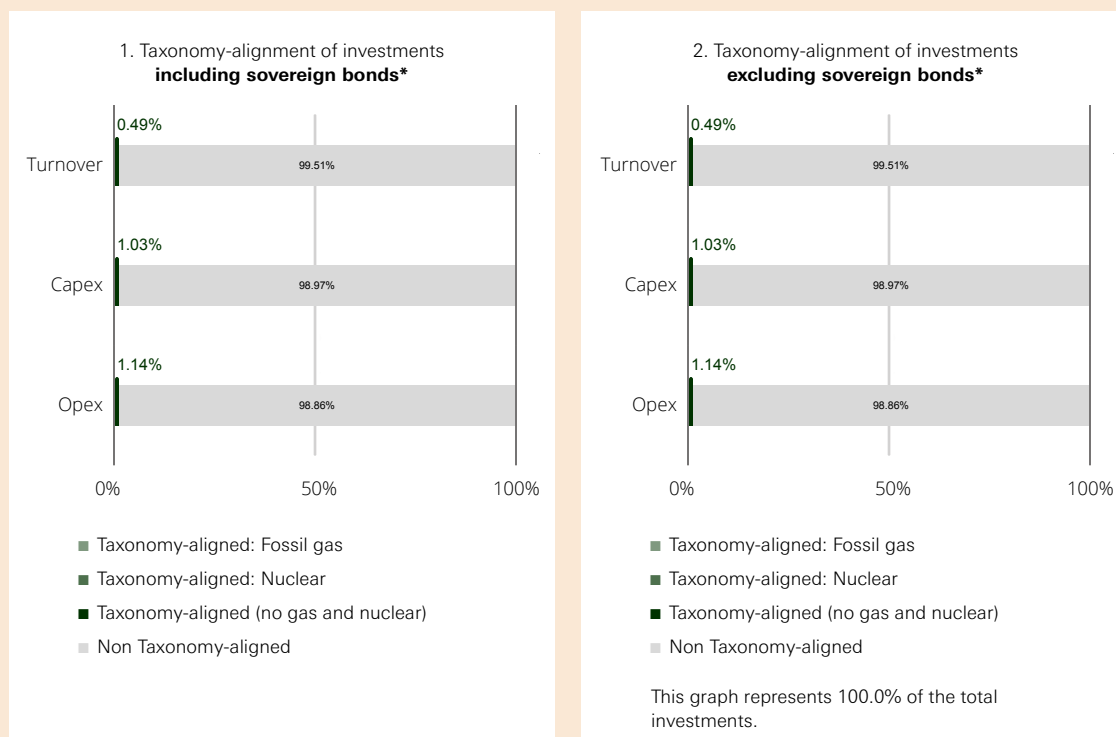 1. Taxonomy-alignment of investments
including sovereign bonds*
0.49%
Turnover
99.51%
1.03%
Capex
98.97%
1.14%
Opex
98.86%
0%
50%
100%
Taxonomy-aligned: Fossil gas
Taxonomy-aligned: Nuclear
Taxonomy-aligned (no gas and nuclear)
Non Taxonomy-aligned
2. Taxonomy-alignment of investments
excluding sovereign bonds*
0.49%
Turnover
99.51%
1.03%
Capex
98.97%
1.14%
Opex
98.86%
0%
50%
100%
Taxonomy-aligned: Fossil gas
Taxonomy-aligned: Nuclear
Taxonomy-aligned (no gas and nuclear)
Non Taxonomy-aligned
This graph represents 100.0% of the total
investments.